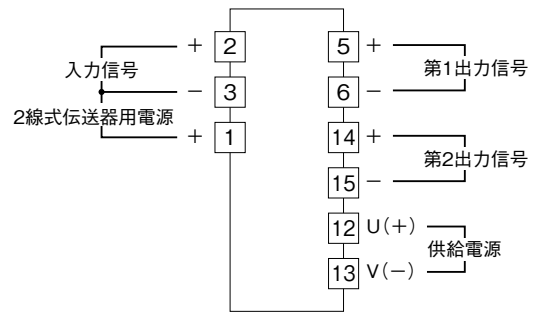 + 2
入力信号
− 3
2線式伝送器用電源
+ 1
5 +
第1出力信号
6 −
14 +
第2出力信号
15 −
12 U(+)
供給電源
13 V(−)